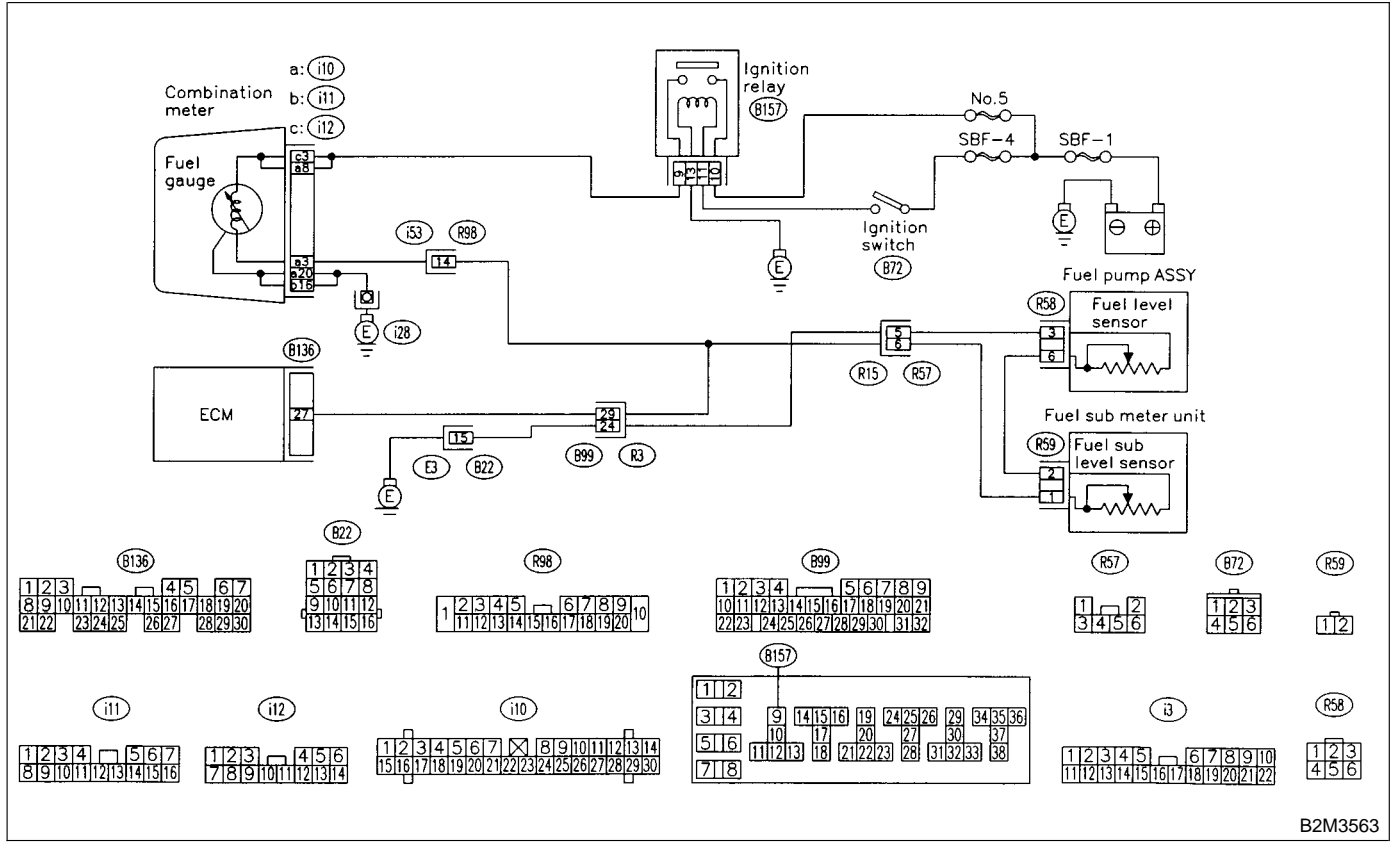 a: i10
b: i11
c: i12
Combination
meter
Fuel
gauge
c3
a8
a3
a20
b16
Ignition
relay
B157
9
13
11
10
No.5
SBF-4
SBF-1
Ignition
switch
B72
E
E
i53
R98
14
E
i28
B136
ECM
27
29
24
B99
R3
15
E3
B22
E
5
6
R15
R57
Fuel pump ASSY
R58
Fuel level
sensor
3
6
Fuel sub meter unit
R59
Fuel sub
level sensor
2
1
B136
1 2 3 4 5 6 7
8 9 10 11 12 13 14 15 16 17 18 19 20
21 22 23 24 25 26 27 28 29 30
B22
1 2 3 4
5 6 7 8
9 10 11 12
13 14 15 16
R98
1 2 3 4 5 6 7 8 9 10
11 12 13 14 15 16 17 18 19 20
B99
1 2 3 4 5 6 7 8 9
10 11 12 13 14 15 16 17 18 19 20 21
22 23 24 25 26 27 28 29 30 31 32
R57
1 2
3 4 5 6
B72
1 2 3
4 5 6
R59
1 2
i11
1 2 3 4 5 6 7
8 9 10 11 12 13 14 15 16
i12
1 2 3 4 5 6
7 8 9 10 11 12 13 14
i10
1 2 3 4 5 6 7 8 9 10 11 12 13 14
15 16 17 18 19 20 21 22 23 24 25 26 27 28 29 30
B157
1 2
3 4
5 6
7 8
9 14 15 16 19 24 25 26 29 34 35 36
10 17 20 27 30 37
11 12 13 18 21 22 23 28 31 32 33 38
i3
1 2 3 4 5 6 7 8 9 10
11 12 13 14 15 16 17 18 19 20 21 22
R58
1 2 3
4 5 6
B2M3563